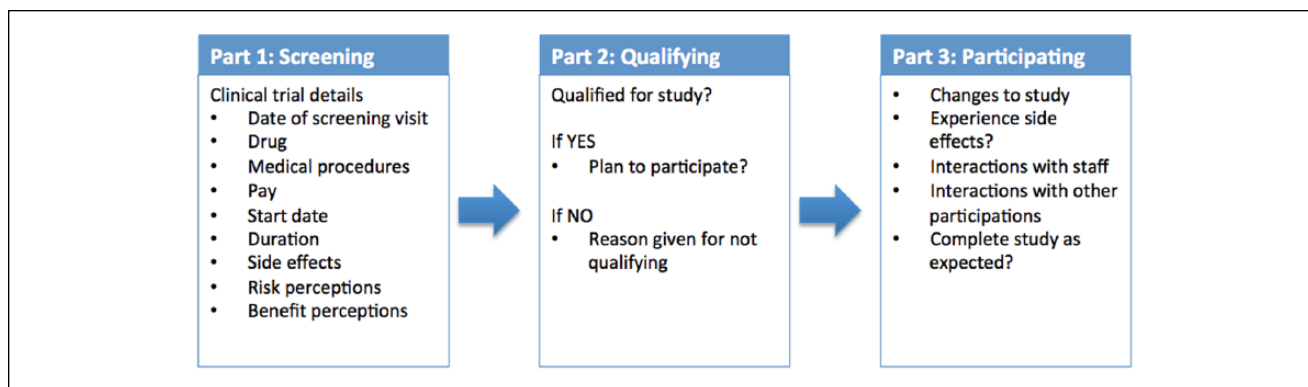 Part 1: Screening
Clinical trial details
• Date of screening visit
• Drug
• Medical procedures
• Pay
• Start date
• Duration
• Side effects
• Risk perceptions
• Benefit perceptions
Part 2: Qualifying
Qualified for study?
If YES
• Plan to participate?
If NO
• Reason given for not
qualifying
Part 3: Participating
• Changes to study
• Experience side
effects?
• Interactions with staff
• Interactions with other
participations
• Complete study as
expected?